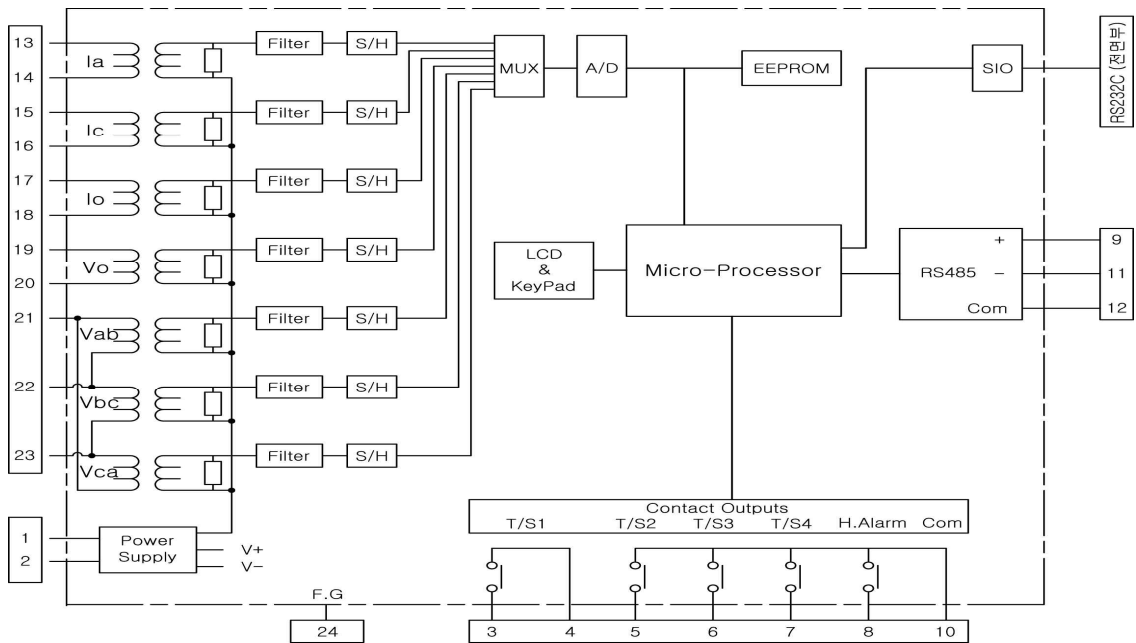 13
Ia
14
Filter
S/H
MUX
A/D
EEPROM
SIO
RS232C (전면부)
15
Ic
16
Filter
S/H
17
Io
18
Filter
S/H
19
Vo
20
Filter
S/H
LCD
&
KeyPad
Micro-Processor
RS485
+
-
Com
9
11
12
21
Vab
Filter
S/H
22
Vbc
Filter
S/H
23
Vca
Filter
S/H
1
2
Power
Supply
V+
V-
Contact Outputs
T/S1 T/S2 T/S3 T/S4 H.Alarm Com
F.G
24
3 4 5 6 7 8 10